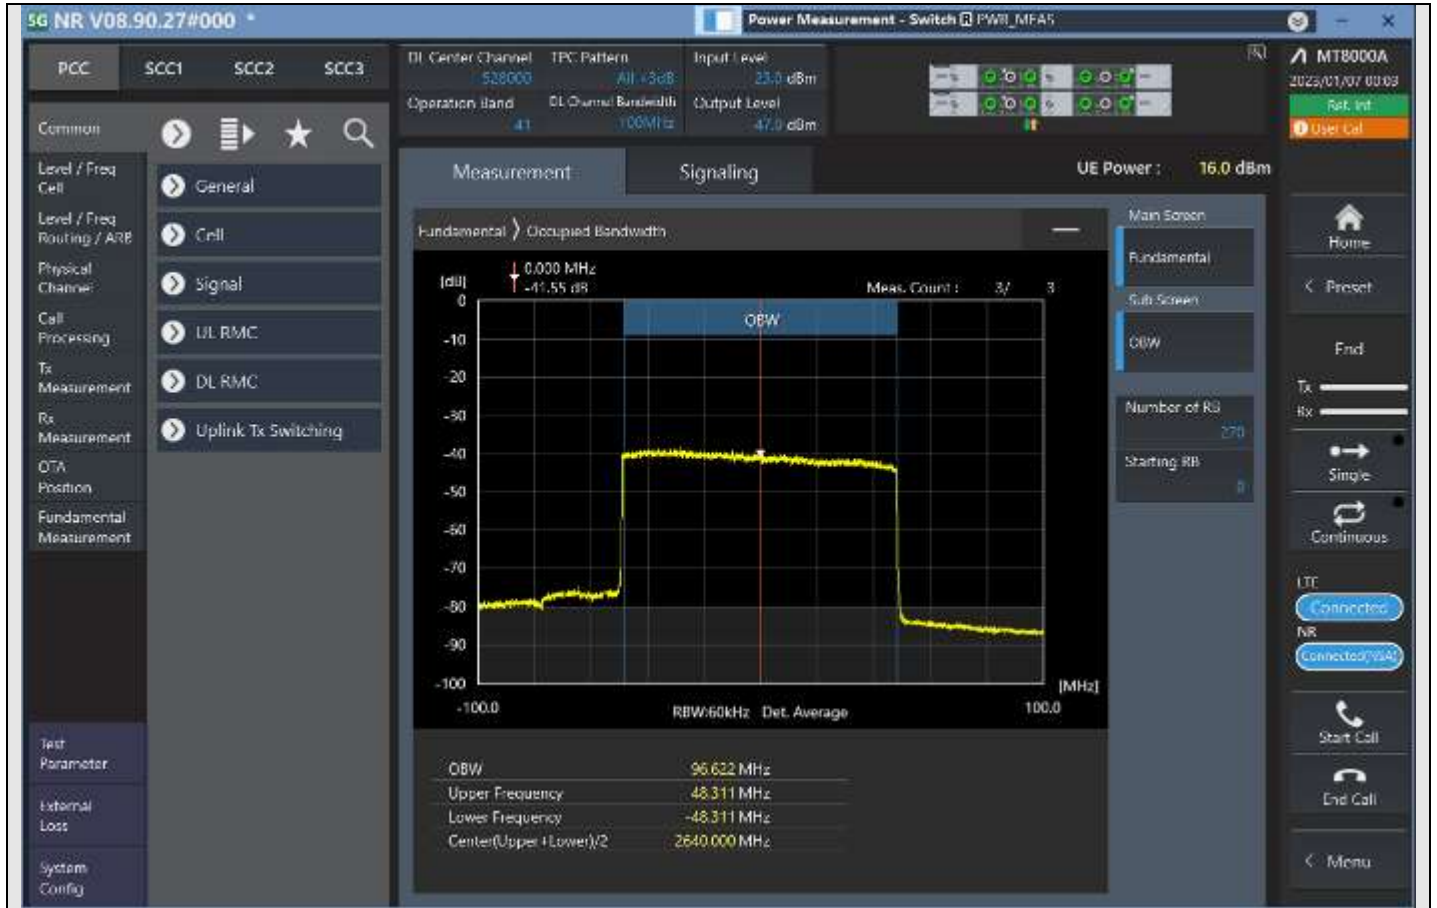 SG NR V08.90.27#000 *
Power Measurement - Switch PWR_MEAS
PCC SCC1 SCC2 SCC3
DL Center Channel TPC Pattern Input Level
528000 All +3dB 23.0 dBm
Operation Band DL Channel Bandwidth Output Level
41 100MHz -47.0 dBm
MT8000A
2023/01/07 00:03
Ref. Int
User Cal
Common
Level / Freq
Cell
Level / Freq
Routing / ARB
Physical
Channel
Call
Processing
Tx
Measurement
Rx
Measurement
OTA
Position
Fundamental
Measurement
Test
Parameter
External
Loss
System
Config
General
Cell
Signal
UL RMC
DL RMC
Uplink Tx Switching
Measurement Signaling
UE Power : 16.0 dBm
Fundamental Occupied Bandwidth
[dB]
0.000 MHz
-41.55 dB
Meas. Count : 3/ 3
OBW
0
-10
-20
-30
-40
-50
-60
-70
-80
-90
-100
[MHz]
-100.0 100.0
RBW:60kHz Det. Average
OBW 96.622 MHz
Upper Frequency 48.311 MHz
Lower Frequency -48.311 MHz
Center(Upper+Lower)/2 2640.000 MHz
Main Screen
Fundamental
Sub Screen
OBW
Number of RB
270
Starting RB
0
Home
< Preset
End
Tx
Rx
Single
Continuous
LTE
Connected
NR
Connected(NSA)
Start Call
End Call
< Menu